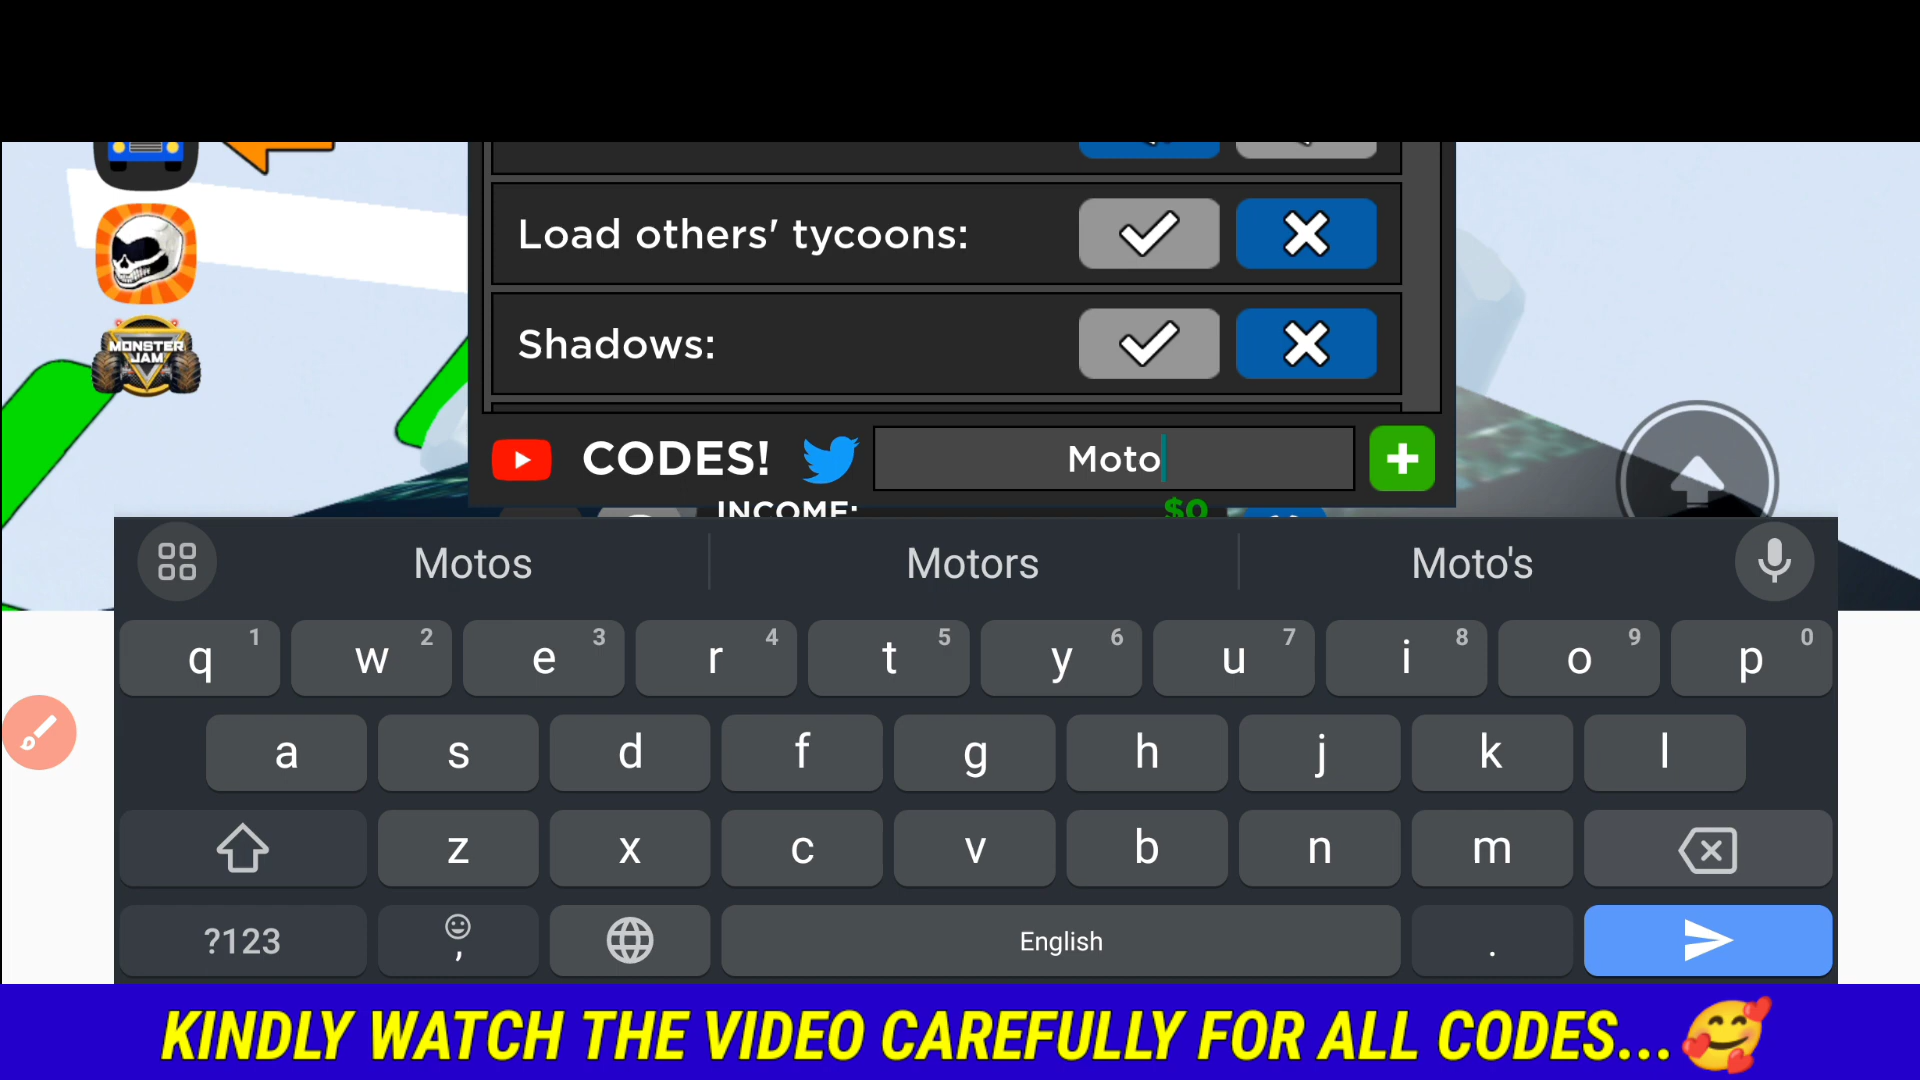 Load others' tycoons:
MONSTER
JAM
Shadows:
CODES!
Moto
INCOME:
$0
Motos
Motors
Moto's
q 1 w 2 e 3 r 4 t 5 y 6 u 7 i 8 o 9 p 0
a s d f g h j k l
z x c v b n m
?123 , English .
KINDLY WATCH THE VIDEO CAREFULLY FOR ALL CODES...